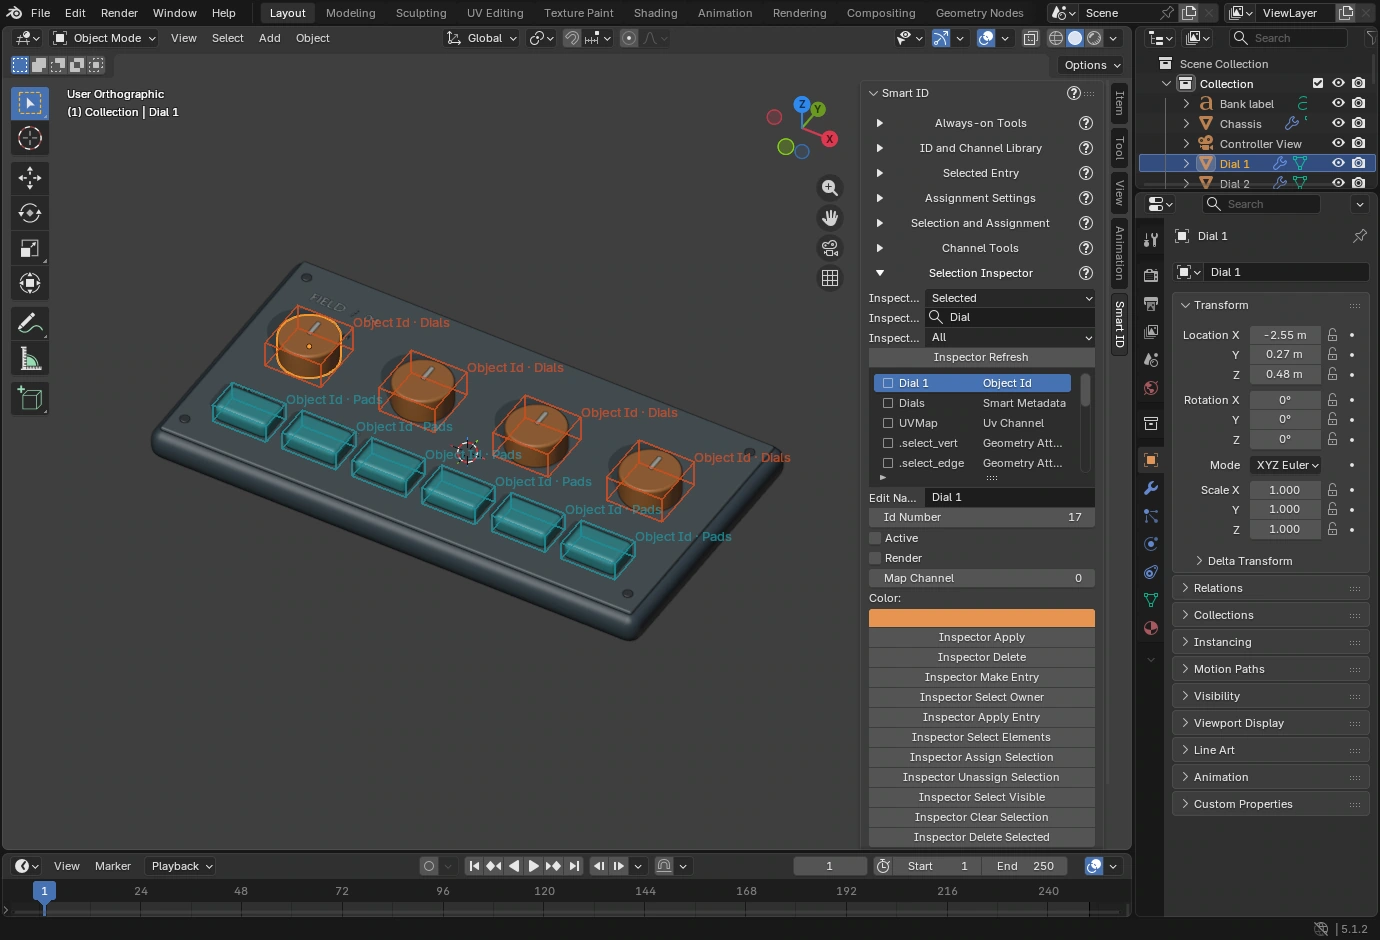 File Edit Render Window Help Layout Modeling Sculpting UV Editing Texture Paint Shading Animation Rendering Compositing Geometry Nodes Scene ViewLayer
Object Mode View Select Add Object Global
Options
User Orthographic
(1) Collection | Dial 1
Z
Y
X
Object Id · Dials
Object Id · Dials
Object Id · Dials
Object Id · Dials
Object Id · Pads
Object Id · Pads
Object Id · Pads
Object Id · Pads
Object Id · Pads
Object Id · Pads
Smart ID
Always-on Tools
ID and Channel Library
Selected Entry
Assignment Settings
Selection and Assignment
Channel Tools
Selection Inspector
Inspect... Selected
Inspect... Dial
Inspect... All
Inspector Refresh
Dial 1 Object Id
Dials Smart Metadata
UVMap Uv Channel
.select_vert Geometry Att...
.select_edge Geometry Att...
Edit Na... Dial 1
Id Number 17
Active
Render
Map Channel 0
Color:
Inspector Apply
Inspector Delete
Inspector Make Entry
Inspector Select Owner
Inspector Apply Entry
Inspector Select Elements
Inspector Assign Selection
Inspector Unassign Selection
Inspector Select Visible
Inspector Clear Selection
Inspector Delete Selected
Item
Tool
View
Animation
Smart ID
Search
Scene Collection
Collection
Bank label
Chassis
Controller View
Dial 1
Dial 2
Search
Dial 1
Dial 1
Transform
Location X -2.55 m
Y 0.27 m
Z 0.48 m
Rotation X 0°
Y 0°
Z 0°
Mode XYZ Euler
Scale X 1.000
Y 1.000
Z 1.000
Delta Transform
Relations
Collections
Instancing
Motion Paths
Visibility
Viewport Display
Line Art
Animation
Custom Properties
View Marker Playback 1 Start 1 End 250
1 24 48 72 96 120 144 168 192 216 240
5.1.2